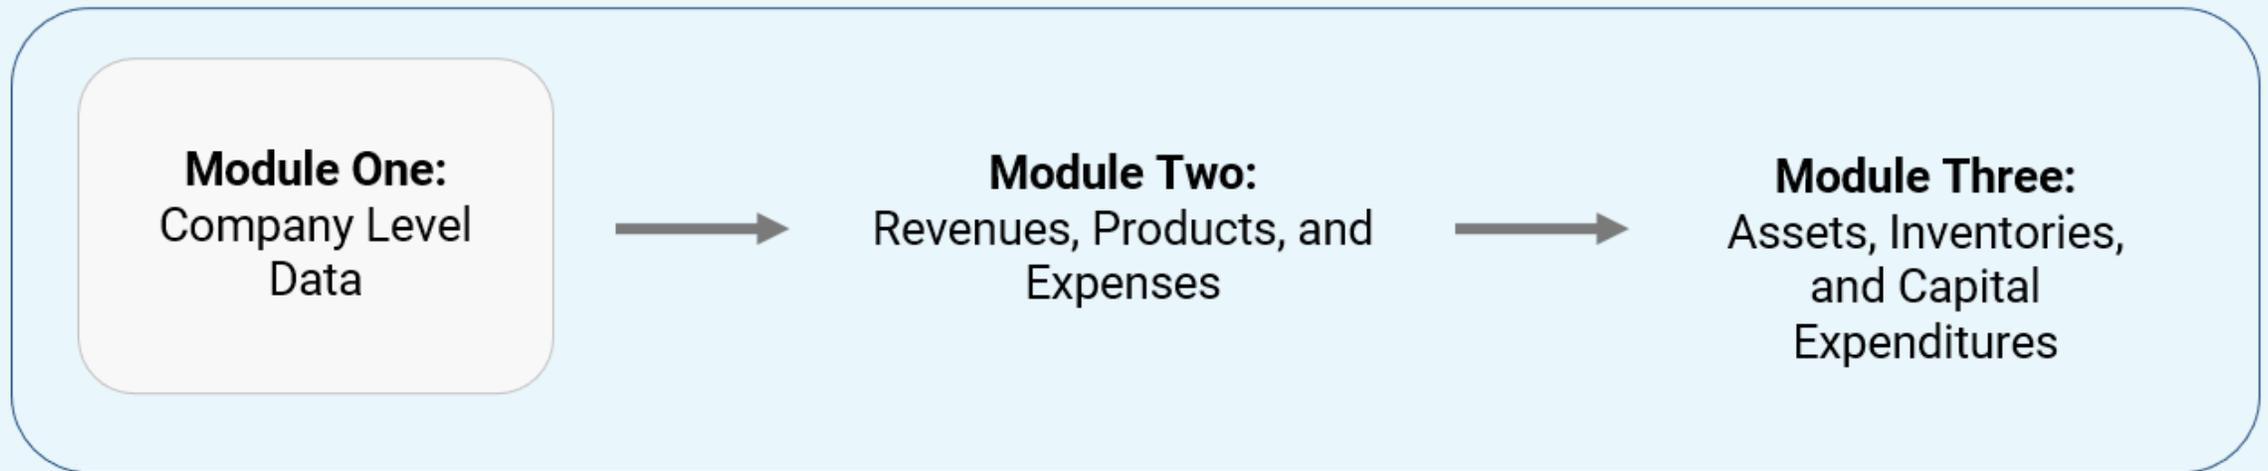 Module One:
Company Level
Data
Module Two:
Revenues, Products, and
Expenses
Module Three:
Assets, Inventories,
and Capital
Expenditures